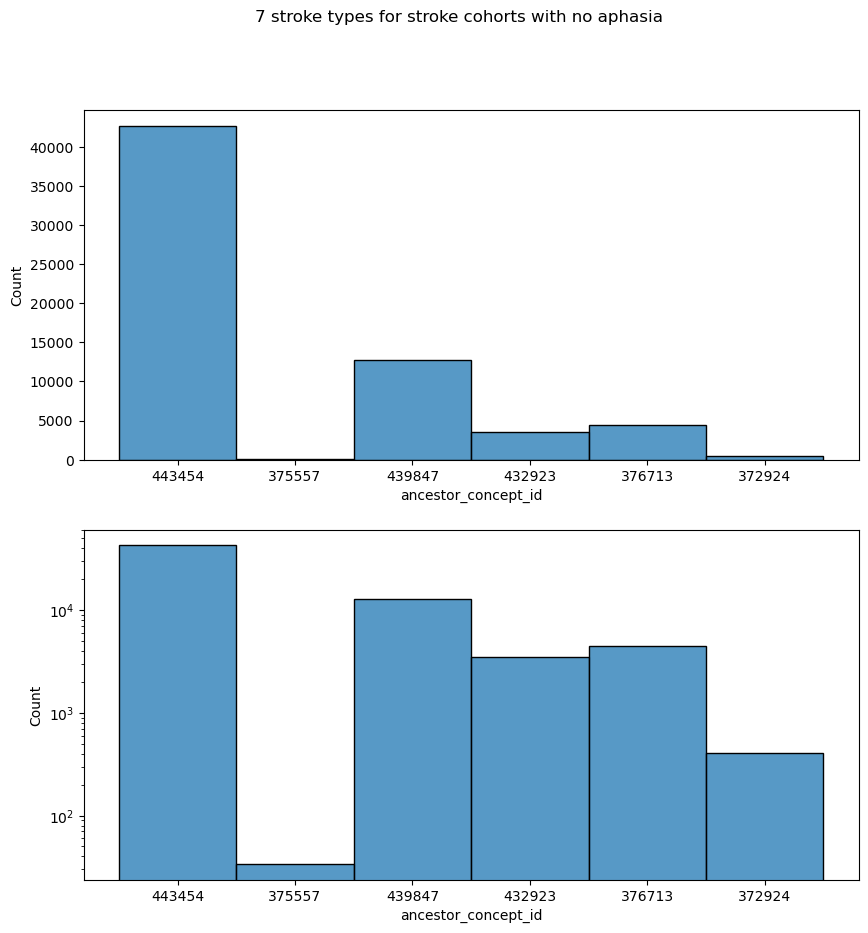 7 stroke types for stroke cohorts with no aphasia
40000
35000
30000
25000
20000
15000
10000
5000
0
Count
443454 375557 439847 432923 376713 372924
ancestor_concept_id
10^4
10^3
10^2
Count
443454 375557 439847 432923 376713 372924
ancestor_concept_id